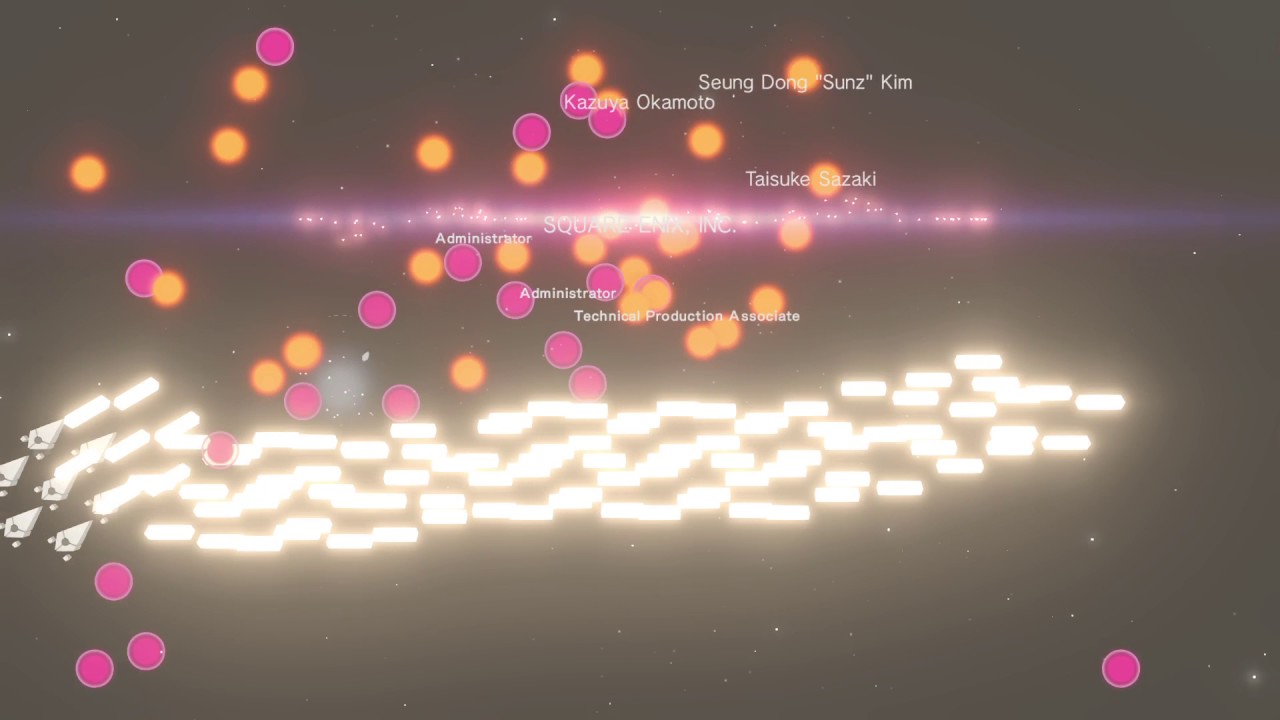 Seung Dong "Sunz" Kim
Kazuya Okamoto
Taisuke Sazaki
SQUARE ENIX, INC.
Administrator
Administrator
Technical Production Associate